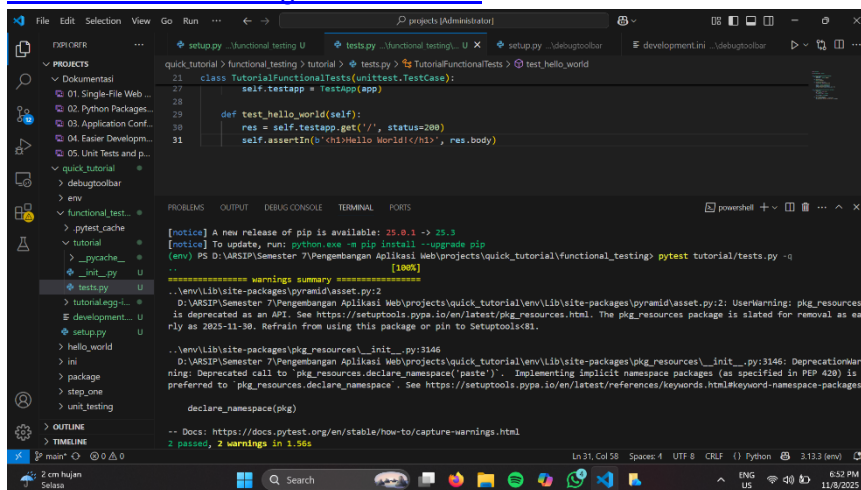 File Edit Selection View Go Run ... ← → projects [Administrator]
EXPLORER ...
setup.py ...\functional testing U
tests.py ...\functional testing\... U ×
setup.py ...\debugtoolbar
development.ini ...\debugtoolbar
quick_tutorial > functional_testing > tutorial > tests.py > TutorialFunctionalTests > test_hello_world
PROJECTS
Dokumentasi
01. Single-File Web ...
02. Python Packages...
03. Application Conf...
04. Easier Developm...
05. Unit Tests and p...
quick_tutorial
debugtoolbar
env
functional_test...
.pytest_cache
tutorial
__pycache__
__init__.py U
tests.py U
tutorial.egg-i...
development.... U
setup.py U
hello_world
ini
package
step_one
unit_testing
OUTLINE
TIMELINE
12
21 class TutorialFunctionalTests(unittest.TestCase):
27 self.testapp = TestApp(app)
28
29 def test_hello_world(self):
30 res = self.testapp.get('/', status=200)
31 self.assertIn(b'<h1>Hello World!</h1>', res.body)
PROBLEMS OUTPUT DEBUG CONSOLE TERMINAL PORTS powershell
[notice] A new release of pip is available: 25.0.1 -> 25.3
[notice] To update, run: python.exe -m pip install --upgrade pip
(env) PS D:\ARSIP\Semester 7\Pengembangan Aplikasi Web\projects\quick_tutorial\functional_testing> pytest tutorial/tests.py -q
.. [100%]
================ warnings summary =================
..\env\Lib\site-packages\pyramid\asset.py:2
D:\ARSIP\Semester 7\Pengembangan Aplikasi Web\projects\quick_tutorial\env\Lib\site-packages\pyramid\asset.py:2: UserWarning: pkg_resources
is deprecated as an API. See https://setuptools.pypa.io/en/latest/pkg_resources.html. The pkg_resources package is slated for removal as ea
rly as 2025-11-30. Refrain from using this package or pin to Setuptools<81.
..\env\Lib\site-packages\pkg_resources\__init__.py:3146
D:\ARSIP\Semester 7\Pengembangan Aplikasi Web\projects\quick_tutorial\env\Lib\site-packages\pkg_resources\__init__.py:3146: DeprecationWar
ning: Deprecated call to `pkg_resources.declare_namespace('paste')`. Implementing implicit namespace packages (as specified in PEP 420) is
preferred to `pkg_resources.declare_namespace`. See https://setuptools.pypa.io/en/latest/references/keywords.html#keyword-namespace-packages
declare_namespace(pkg)
-- Docs: https://docs.pytest.org/en/stable/how-to/capture-warnings.html
2 passed, 2 warnings in 1.56s
main* 0 0 Ln 31, Col 58 Spaces: 4 UTF-8 CRLF {} Python 3.13.3 (env)
2 cm hujan
Selasa
Search
ENG
US
6:52 PM
11/8/2025